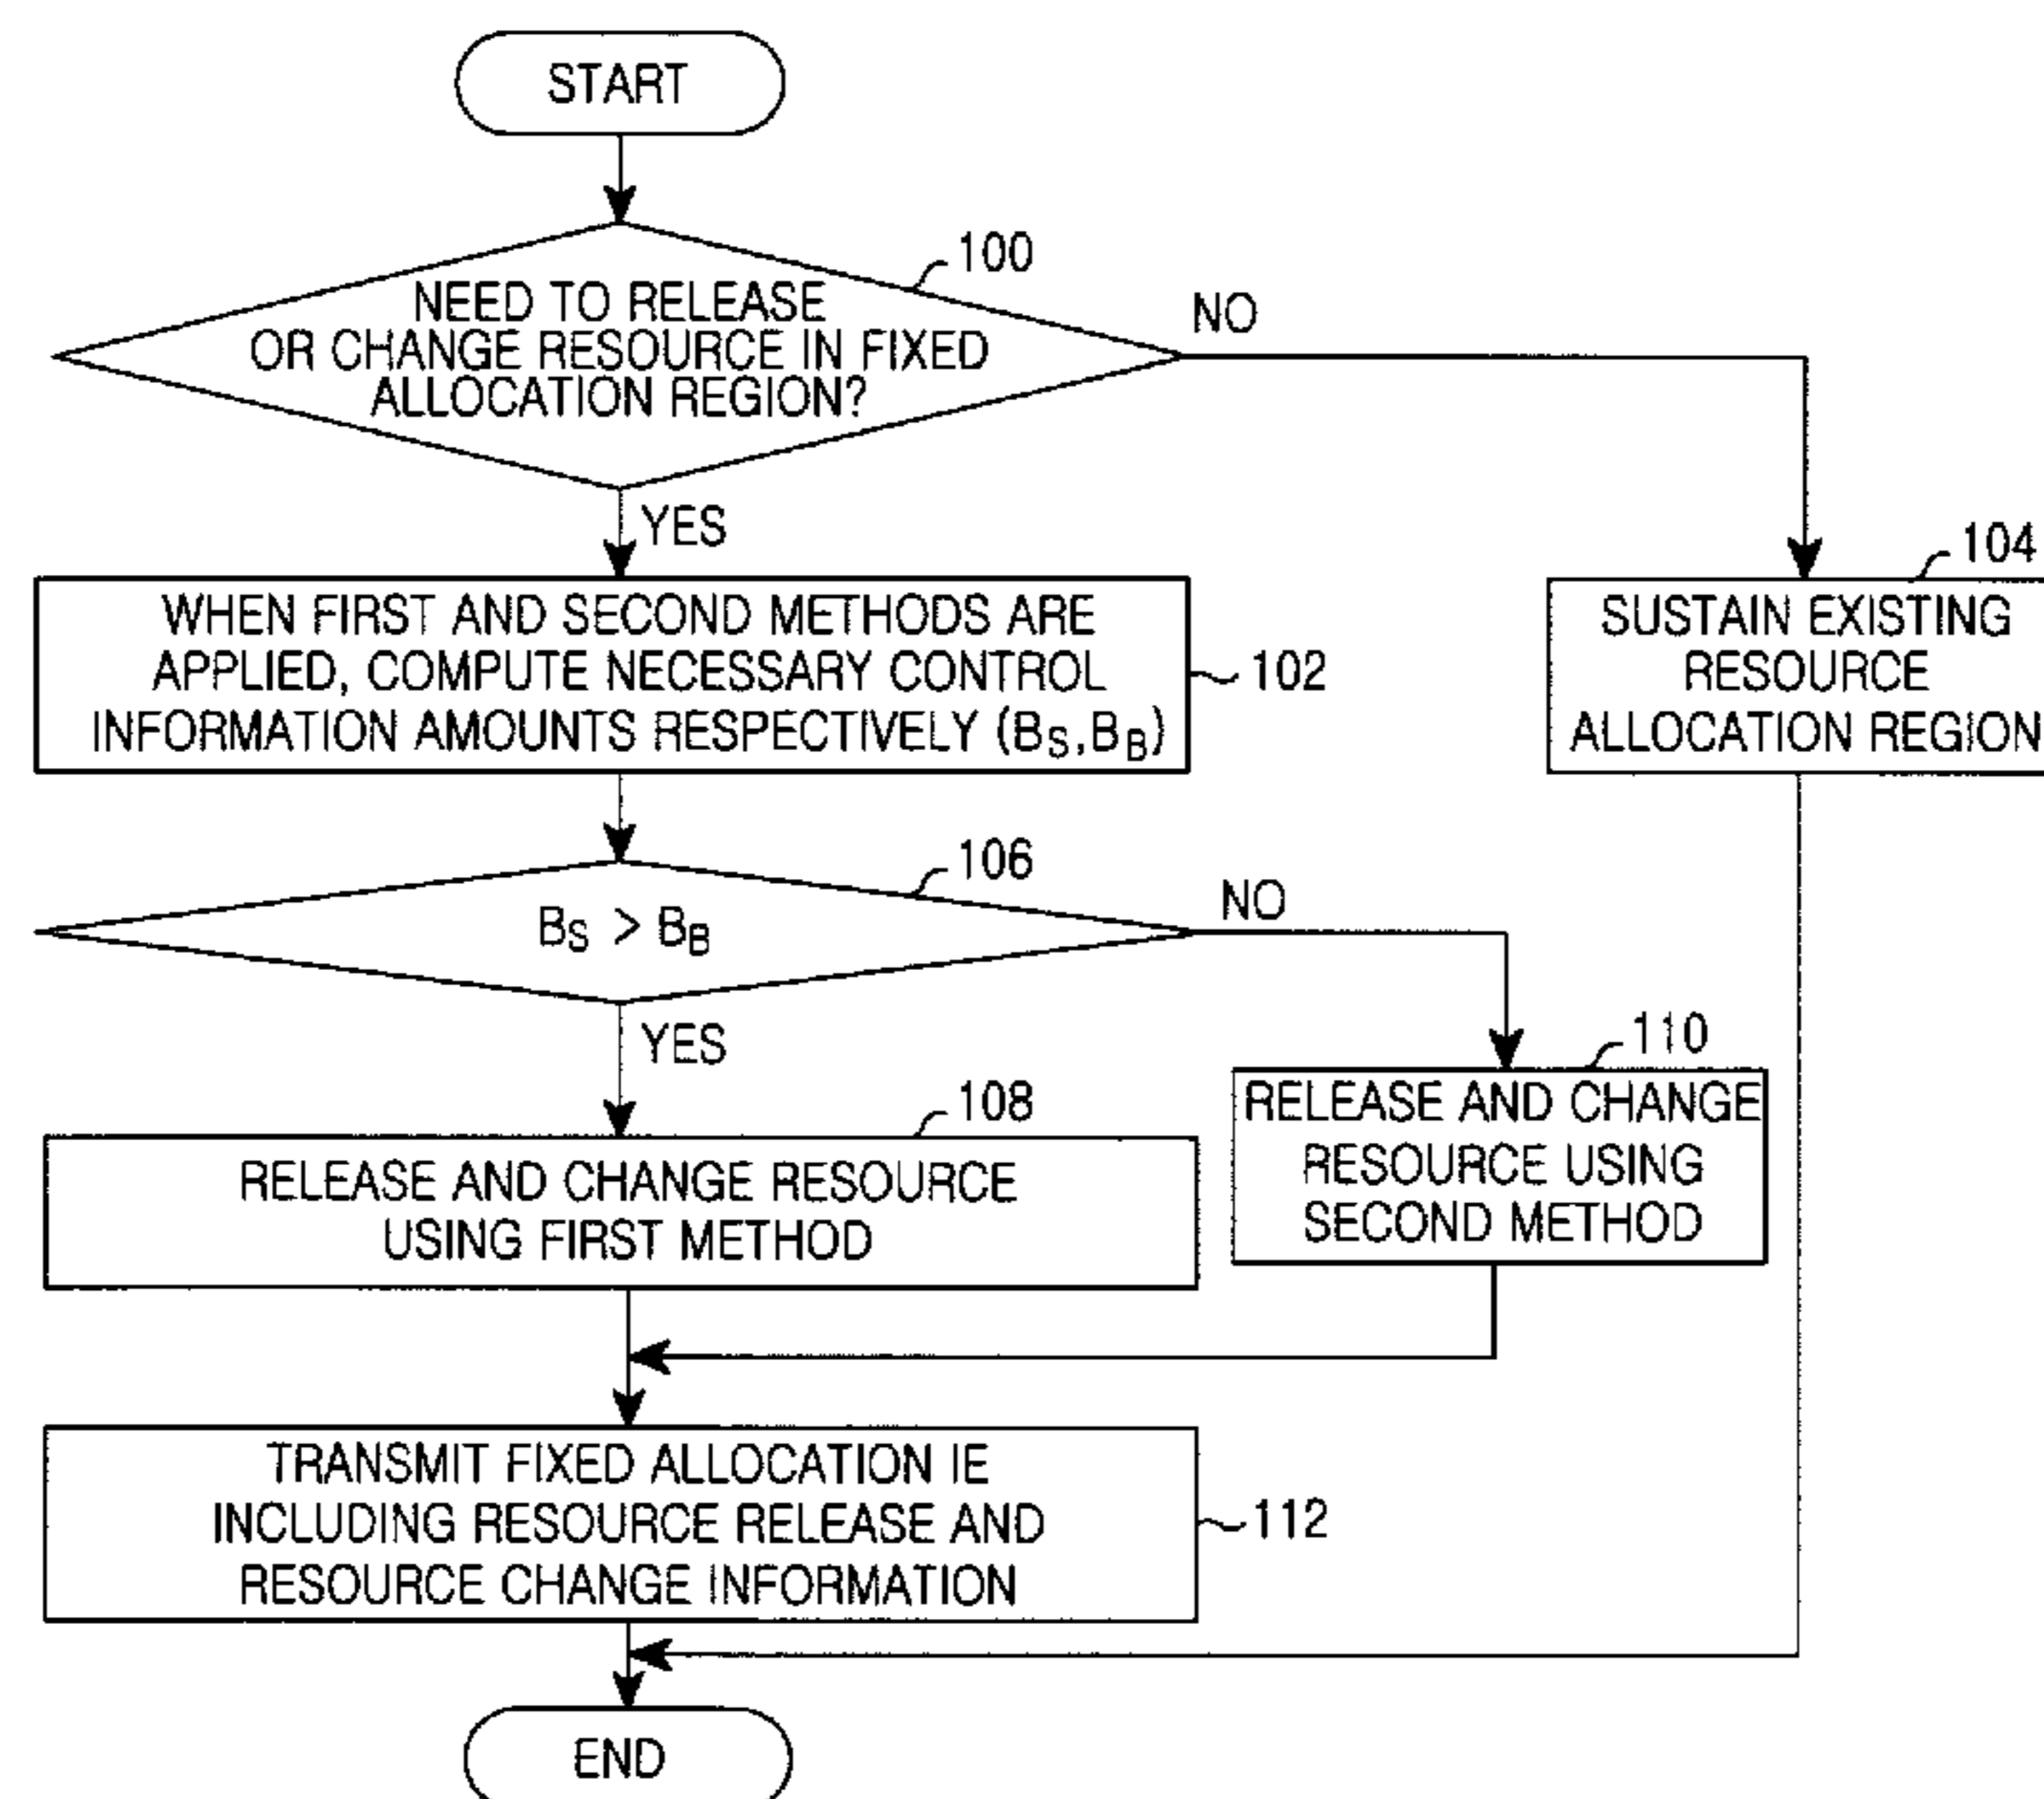 START
100
NEED TO RELEASE
OR CHANGE RESOURCE IN FIXED
ALLOCATION REGION?
NO
YES
WHEN FIRST AND SECOND METHODS ARE
APPLIED, COMPUTE NECESSARY CONTROL
INFORMATION AMOUNTS RESPECTIVELY (BS,BB)
102
104
SUSTAIN EXISTING
RESOURCE
ALLOCATION REGION
106
BS > BB
NO
YES
108
RELEASE AND CHANGE RESOURCE
USING FIRST METHOD
110
RELEASE AND CHANGE
RESOURCE USING
SECOND METHOD
TRANSMIT FIXED ALLOCATION IE
INCLUDING RESOURCE RELEASE AND
RESOURCE CHANGE INFORMATION
112
END